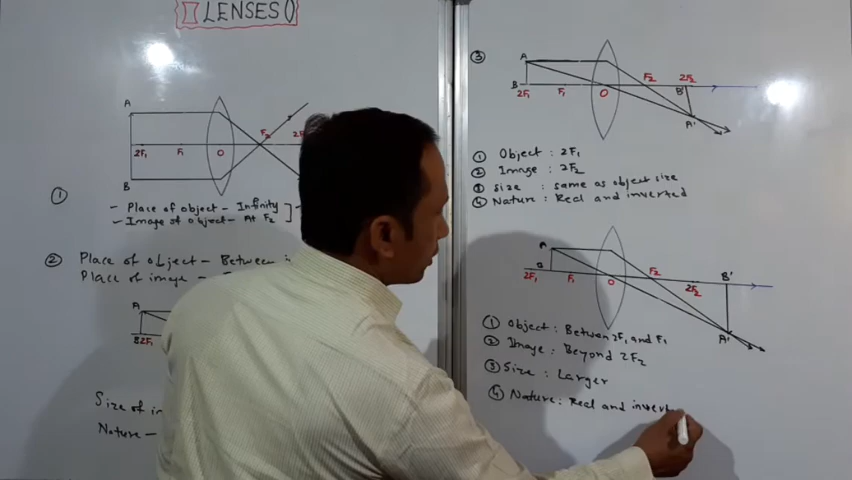 LENSES()
A
2F₁ F₁ O F₂ 2F
B
①
- Place of object - Infinity
- Image of object - At F₂
② Place of object - Between
Place of image -
A
B 2F₁
Size of
Nature -
③
A
B
2F₁ F₁ O F₂ 2F₂
B'
A'
① Object : 2F₁
② Image : 2F₂
③ Size : same as object size
④ Nature : Real and inverted
A
B
2F₁ F₁ O F₂ 2F₂
B'
A'
① Object : Betwen 2F₁ and F₁
② Image : Beyond 2F₂
③ Size : Larger
④ Nature : Real and invert